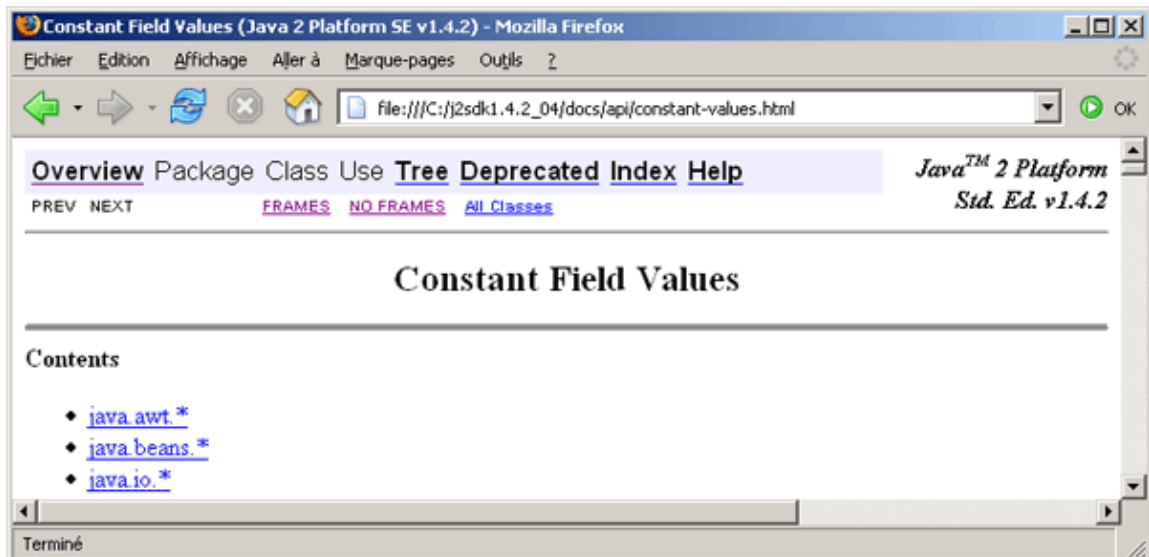 Constant Field Values (Java 2 Platform SE v1.4.2) - Mozilla Firefox
Fichier Edition Affichage Aller à Marque-pages Outils ?
file:///C:/j2sdk1.4.2_04/docs/api/constant-values.html OK
Overview Package Class Use Tree Deprecated Index Help
Java™ 2 Platform
Std. Ed. v1.4.2
PREV NEXT FRAMES NO FRAMES All Classes
Constant Field Values
Contents
java.awt.*
java.beans.*
java.io.*
Terminé